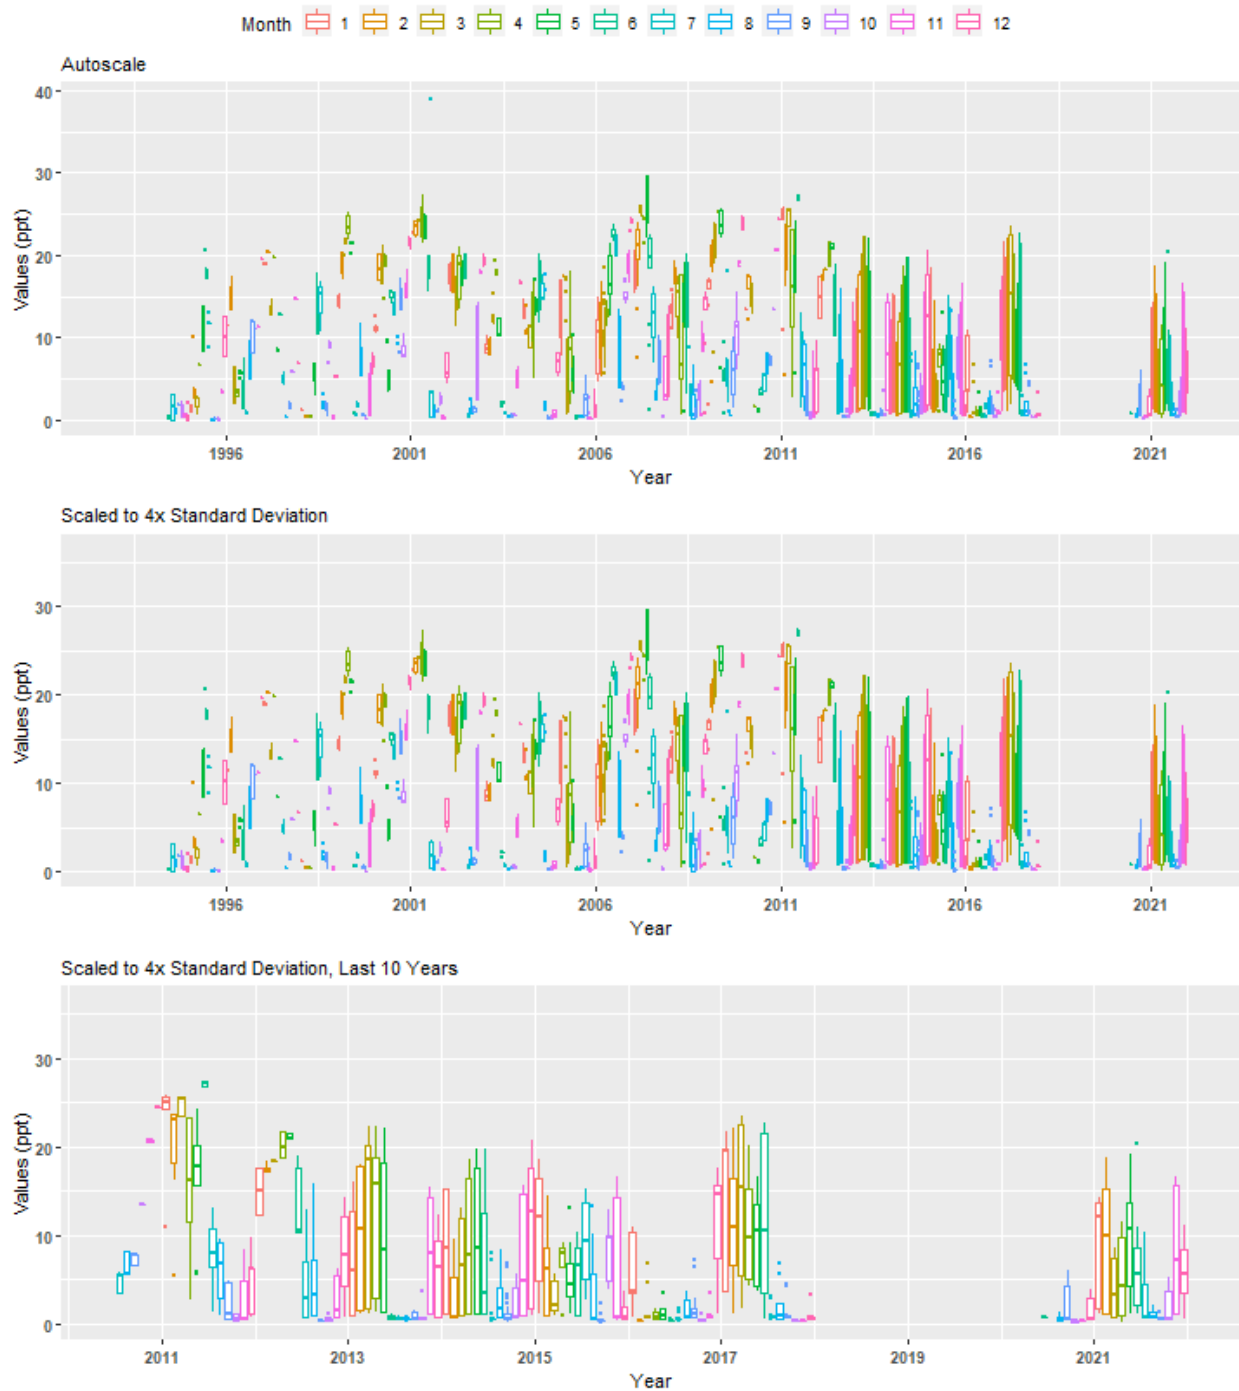 Month 1 2 3 4 5 6 7 8 9 10 11 12
Autoscale
40
30
20
10
0
Values (ppt)
1996 2001 2006 2011 2016 2021
Year
Scaled to 4x Standard Deviation
30
20
10
0
Values (ppt)
1996 2001 2006 2011 2016 2021
Year
Scaled to 4x Standard Deviation, Last 10 Years
30
20
10
0
Values (ppt)
2011 2013 2015 2017 2019 2021
Year